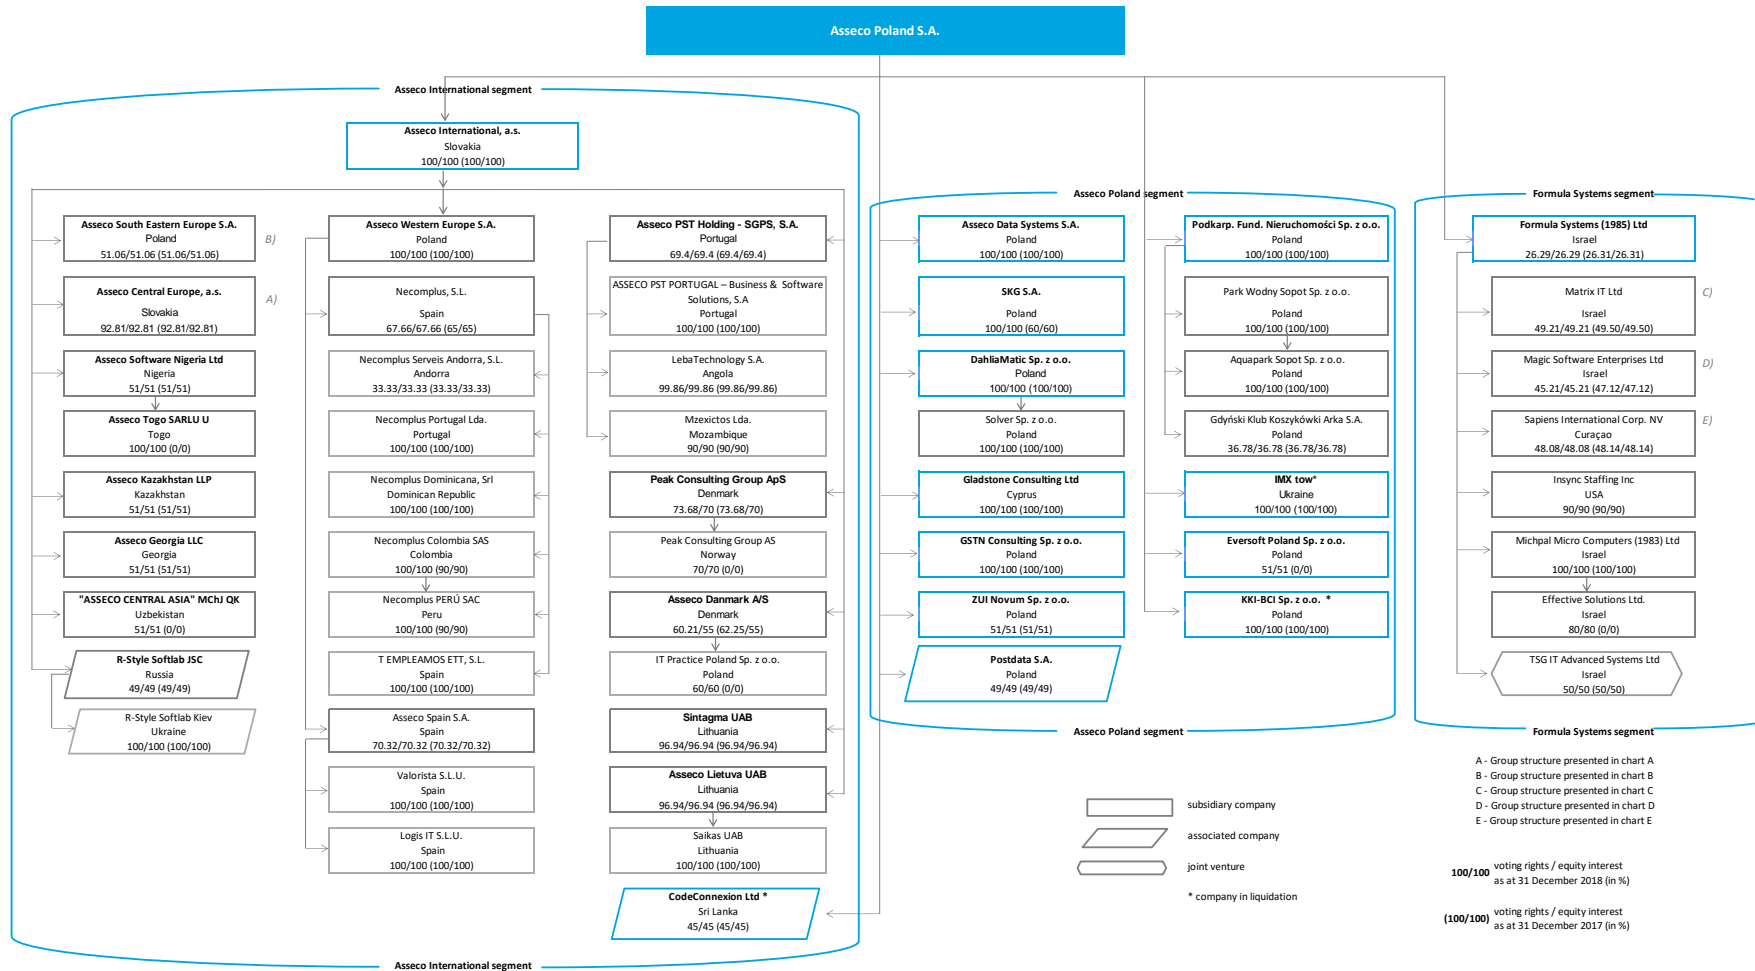 Asseco Poland S.A.
Asseco International segment
Asseco International, a.s.
Slovakia
100/100 (100/100)
Asseco South Eastern Europe S.A.
Poland
51.06/51.06 (51.06/51.06)
B)
Asseco Central Europe, a.s.
Slovakia
92.81/92.81 (92.81/92.81)
A)
Asseco Software Nigeria Ltd
Nigeria
51/51 (51/51)
Asseco Togo SARLU U
Togo
100/100 (0/0)
Asseco Kazakhstan LLP
Kazakhstan
51/51 (51/51)
Asseco Georgia LLC
Georgia
51/51 (51/51)
"ASSECO CENTRAL ASIA" MChJ QK
Uzbekistan
51/51 (0/0)
R-Style Softlab JSC
Russia
49/49 (49/49)
R-Style Softlab Kiev
Ukraine
100/100 (100/100)
Asseco Western Europe S.A.
Poland
100/100 (100/100)
Necomplus, S.L.
Spain
67.66/67.66 (65/65)
Necomplus Serveis Andorra, S.L.
Andorra
33.33/33.33 (33.33/33.33)
Necomplus Portugal Lda.
Portugal
100/100 (100/100)
Necomplus Dominicana, Srl
Dominican Republic
100/100 (100/100)
Necomplus Colombia SAS
Colombia
100/100 (90/90)
Necomplus PERÚ SAC
Peru
100/100 (90/90)
T EMPLEAMOS ETT, S.L.
Spain
100/100 (100/100)
Asseco Spain S.A.
Spain
70.32/70.32 (70.32/70.32)
Valorista S.L.U.
Spain
100/100 (100/100)
Logis IT S.L.U.
Spain
100/100 (100/100)
Asseco PST Holding - SGPS, S.A.
Portugal
69.4/69.4 (69.4/69.4)
ASSECO PST PORTUGAL – Business & Software
Solutions, S.A
Portugal
100/100 (100/100)
LebaTechnology S.A.
Angola
99.86/99.86 (99.86/99.86)
Mzexictos Lda.
Mozambique
90/90 (90/90)
Peak Consulting Group ApS
Denmark
73.68/70 (73.68/70)
Peak Consulting Group AS
Norway
70/70 (0/0)
Asseco Danmark A/S
Denmark
60.21/55 (62.25/55)
IT Practice Poland Sp. z o.o.
Poland
60/60 (0/0)
Sintagma UAB
Lithuania
96.94/96.94 (96.94/96.94)
Asseco Lietuva UAB
Lithuania
96.94/96.94 (96.94/96.94)
Saikas UAB
Lithuania
100/100 (100/100)
CodeConnexion Ltd *
Sri Lanka
45/45 (45/45)
Asseco International segment
Asseco Poland segment
Asseco Data Systems S.A.
Poland
100/100 (100/100)
SKG S.A.
Poland
100/100 (60/60)
DahliaMatic Sp. z o.o.
Poland
100/100 (100/100)
Solver Sp. z o.o.
Poland
100/100 (100/100)
Gladstone Consulting Ltd
Cyprus
100/100 (100/100)
GSTN Consulting Sp. z o.o.
Poland
100/100 (100/100)
ZUI Novum Sp. z o.o.
Poland
51/51 (51/51)
Postdata S.A.
Poland
49/49 (49/49)
Podkarp. Fund. Nieruchomości Sp. z o.o.
Poland
100/100 (100/100)
Park Wodny Sopot Sp. z o.o.
Poland
100/100 (100/100)
Aquapark Sopot Sp. z o.o.
Poland
100/100 (100/100)
Gdyński Klub Koszykówki Arka S.A.
Poland
36.78/36.78 (36.78/36.78)
IMX tow*
Ukraine
100/100 (100/100)
Eversoft Poland Sp. z o.o.
Poland
51/51 (0/0)
KKI-BCI Sp. z o.o. *
Poland
100/100 (100/100)
Asseco Poland segment
Formula Systems segment
Formula Systems (1985) Ltd
Israel
26.29/26.29 (26.31/26.31)
Matrix IT Ltd
Israel
49.21/49.21 (49.50/49.50)
C)
Magic Software Enterprises Ltd
Israel
45.21/45.21 (47.12/47.12)
D)
Sapiens International Corp. NV
Curaçao
48.08/48.08 (48.14/48.14)
E)
Insync Staffing Inc
USA
90/90 (90/90)
Michpal Micro Computers (1983) Ltd
Israel
100/100 (100/100)
Effective Solutions Ltd.
Israel
80/80 (0/0)
TSG IT Advanced Systems Ltd
Israel
50/50 (50/50)
Formula Systems segment
A - Group structure presented in chart A
B - Group structure presented in chart B
C - Group structure presented in chart C
D - Group structure presented in chart D
E - Group structure presented in chart E
subsidiary company
associated company
joint venture
* company in liquidation
100/100 voting rights / equity interest
as at 31 December 2018 (in %)
(100/100) voting rights / equity interest
as at 31 December 2017 (in %)